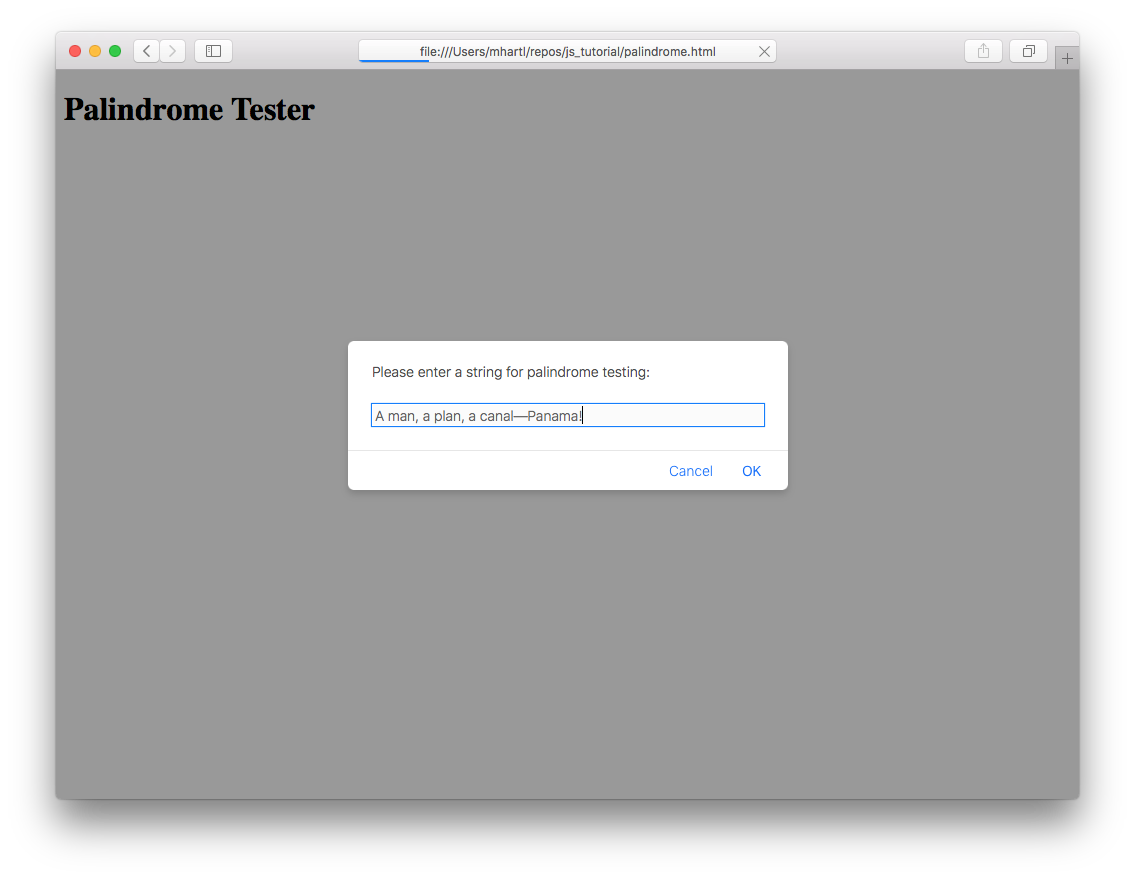 file:///Users/mhartl/repos/js_tutorial/palindrome.html
Palindrome Tester
Please enter a string for palindrome testing:
A man, a plan, a canal—Panama!
Cancel OK